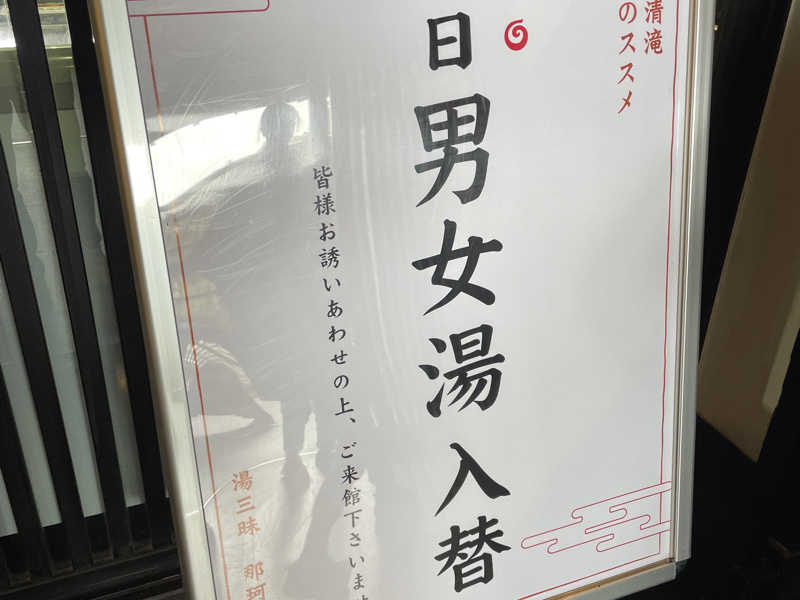 清滝
のススメ
日男女湯入替
皆様お誘いあわせの上、ご来館下さいま
湯三昧 那珂